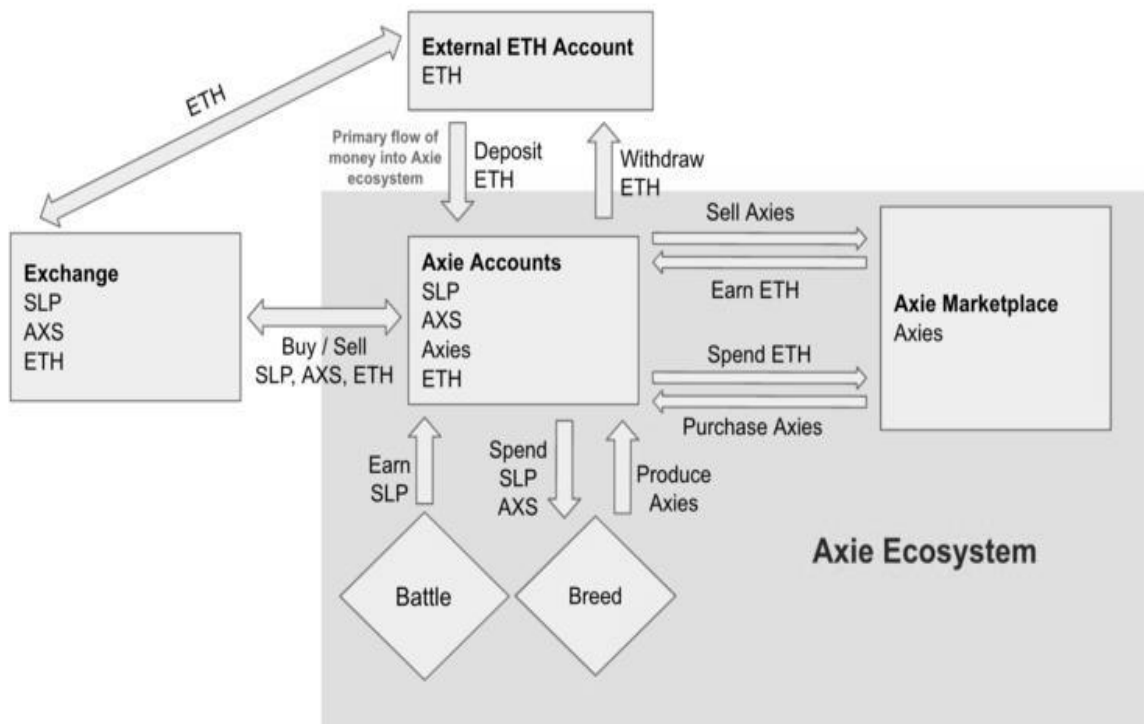 External ETH Account
ETH
ETH
Primary flow of
money into Axie
ecosystem
Deposit
ETH
Withdraw
ETH
Exchange
SLP
AXS
ETH
Buy / Sell
SLP, AXS, ETH
Axie Accounts
SLP
AXS
Axies
ETH
Sell Axies
Earn ETH
Spend ETH
Purchase Axies
Axie Marketplace
Axies
Earn
SLP
Spend
SLP
AXS
Produce
Axies
Battle
Breed
Axie Ecosystem